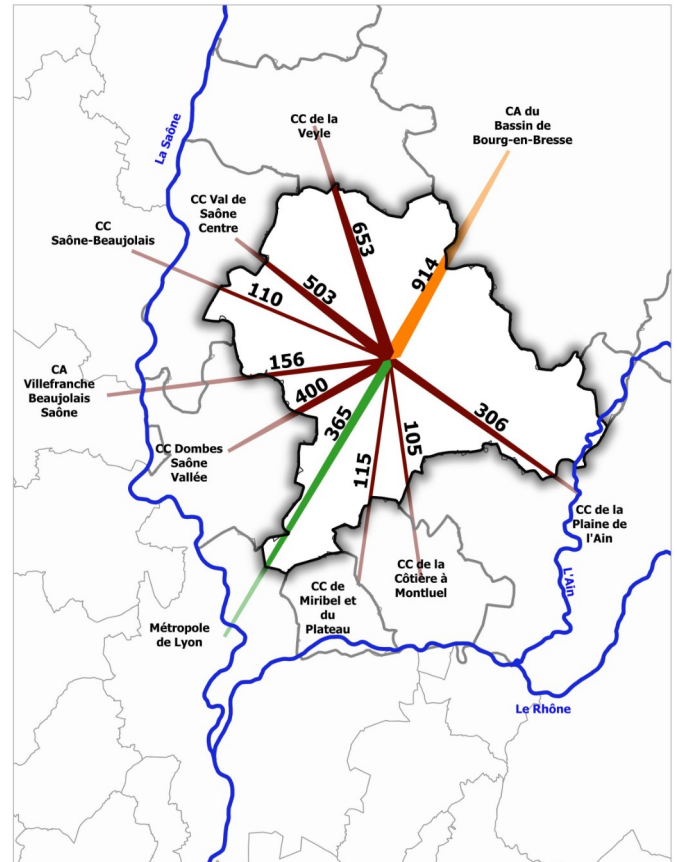 CA du
Bassin de
Bourg-en-Bresse
CC de la
Veyle
La Saône
CC Val de
Saône
Centre
CC
Saône-Beaujolais
653
914
503
110
156
CA
Villefranche
Beaujolais
Saône
400
365
306
105
115
CC Dombes
Saône
Vallée
CC de la
Plaine de
l'Ain
CC de la
Côtière à
Montluel
L'Ain
CC de
Miribel et
du
Plateau
Métropole
de Lyon
Le Rhône